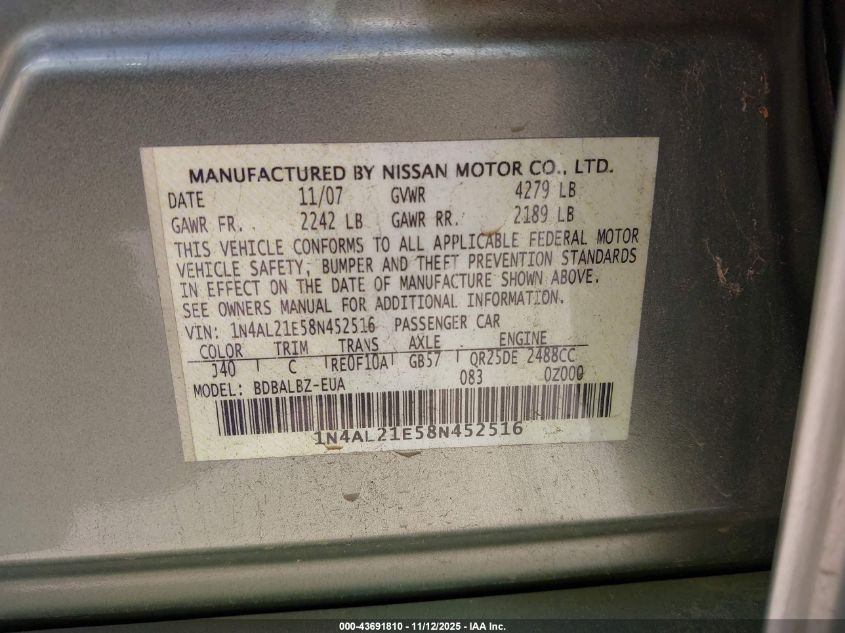 MANUFACTURED BY NISSAN MOTOR CO., LTD.
DATE 11/07 GVWR 4279 LB
GAWR FR. 2242 LB GAWR RR. 2189 LB
THIS VEHICLE CONFORMS TO ALL APPLICABLE FEDERAL MOTOR
VEHICLE SAFETY, BUMPER AND THEFT PREVENTION STANDARDS
IN EFFECT ON THE DATE OF MANUFACTURE SHOWN ABOVE.
SEE OWNERS MANUAL FOR ADDITIONAL INFORMATION.
VIN: 1N4AL21E58N452516 PASSENGER CAR
COLOR TRIM TRANS AXLE ENGINE
J40 C RE0F10A GB57 QR25DE 2488CC
MODEL: BDBALBZ-EUA 083 0Z000
1N4AL21E58N452516
000-43691810 - 11/12/2025 - IAA Inc.